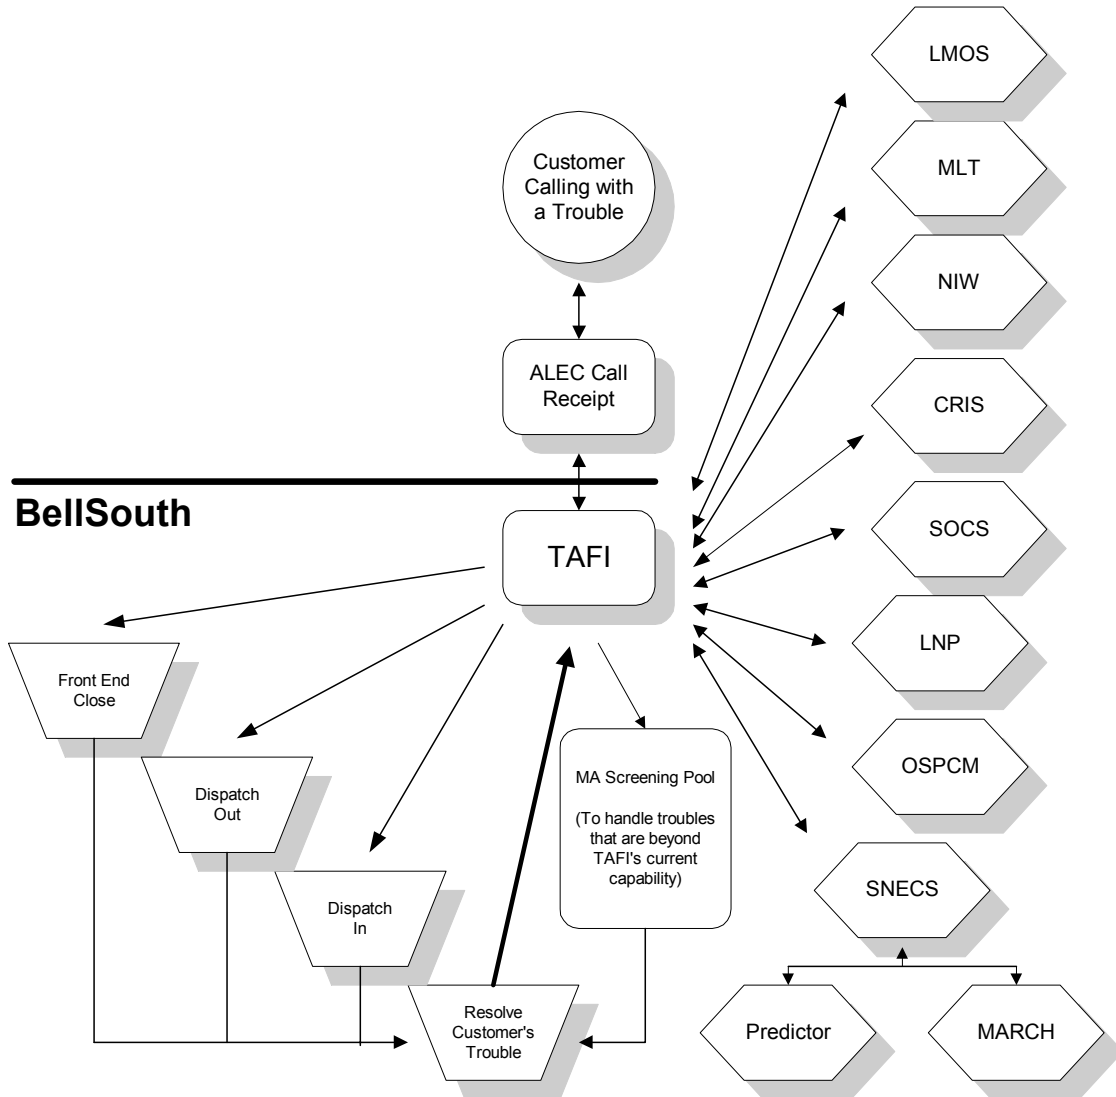 LMOS
Customer
Calling with
a Trouble
MLT
NIW
ALEC Call
Receipt
CRIS
BellSouth
TAFI
SOCS
LNP
Front End
Close
OSPCM
MA Screening Pool
(To handle troubles
that are beyond
TAFI's current
capability)
Dispatch
Out
SNECS
Dispatch
In
Resolve
Customer's
Trouble
Predictor
MARCH